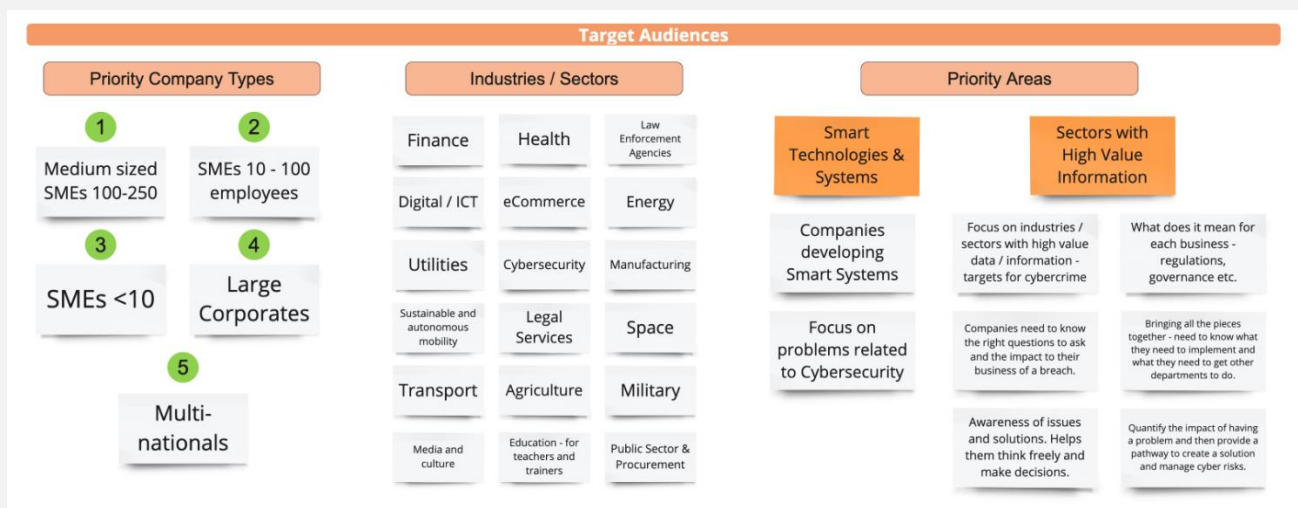 Target Audiences
Priority Company Types
1
Medium sized
SMEs 100-250
2
SMEs 10 - 100
employees
3
SMEs <10
4
Large
Corporates
5
Multi-
nationals
Industries / Sectors
Finance
Health
Law
Enforcement
Agencies
Digital / ICT
eCommerce
Energy
Utilities
Cybersecurity
Manufacturing
Sustainable and
autonomous
mobility
Legal
Services
Space
Transport
Agriculture
Military
Media and
culture
Education - for
teachers and
trainers
Public Sector &
Procurement
Priority Areas
Smart
Technologies &
Systems
Companies
developing
Smart Systems
Focus on
problems related
to Cybersecurity
Sectors with
High Value
Information
Focus on industries /
sectors with high value
data / information -
targets for cybercrime
What does it mean for
each business -
regulations,
governance etc.
Companies need to know
the right questions to ask
and the impact to their
business of a breach.
Bringing all the pieces
together - need to know what
they need to implement and
what they need to get other
departments to do.
Awareness of issues
and solutions. Helps
them think freely and
make decisions.
Quantify the impact of having
a problem and then provide a
pathway to create a solution
and manage cyber risks.